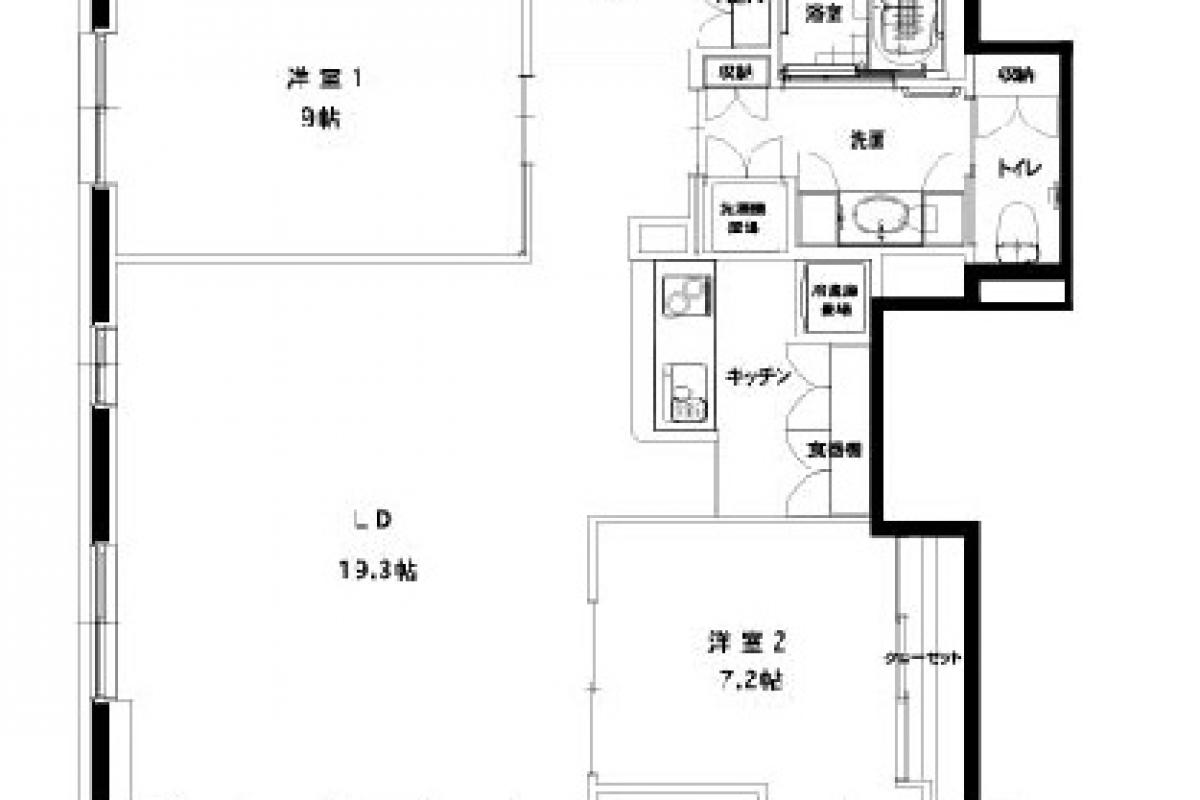 浴室
洋室1
9帖
収納
収納
洗面
トイレ
洗濯機
置場
冷蔵庫
置場
キッチン
食器棚
LD
19.3帖
洋室2
7.2帖
クローゼット